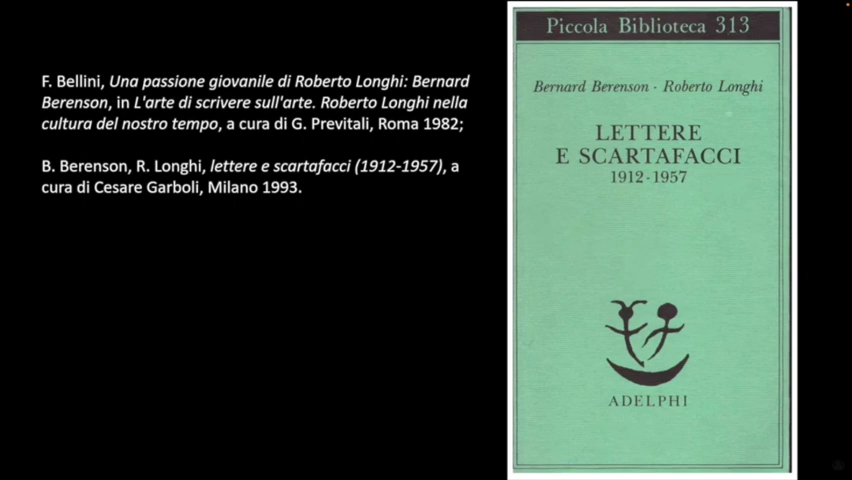 F. Bellini, Una passione giovanile di Roberto Longhi: Bernard
Berenson, in L'arte di scrivere sull'arte. Roberto Longhi nella
cultura del nostro tempo, a cura di G. Previtali, Roma 1982;
B. Berenson, R. Longhi, lettere e scartafacci (1912-1957), a
cura di Cesare Garboli, Milano 1993.
Piccola Biblioteca 313
Bernard Berenson · Roberto Longhi
LETTERE
E SCARTAFACCI
1912·1957
ADELPHI